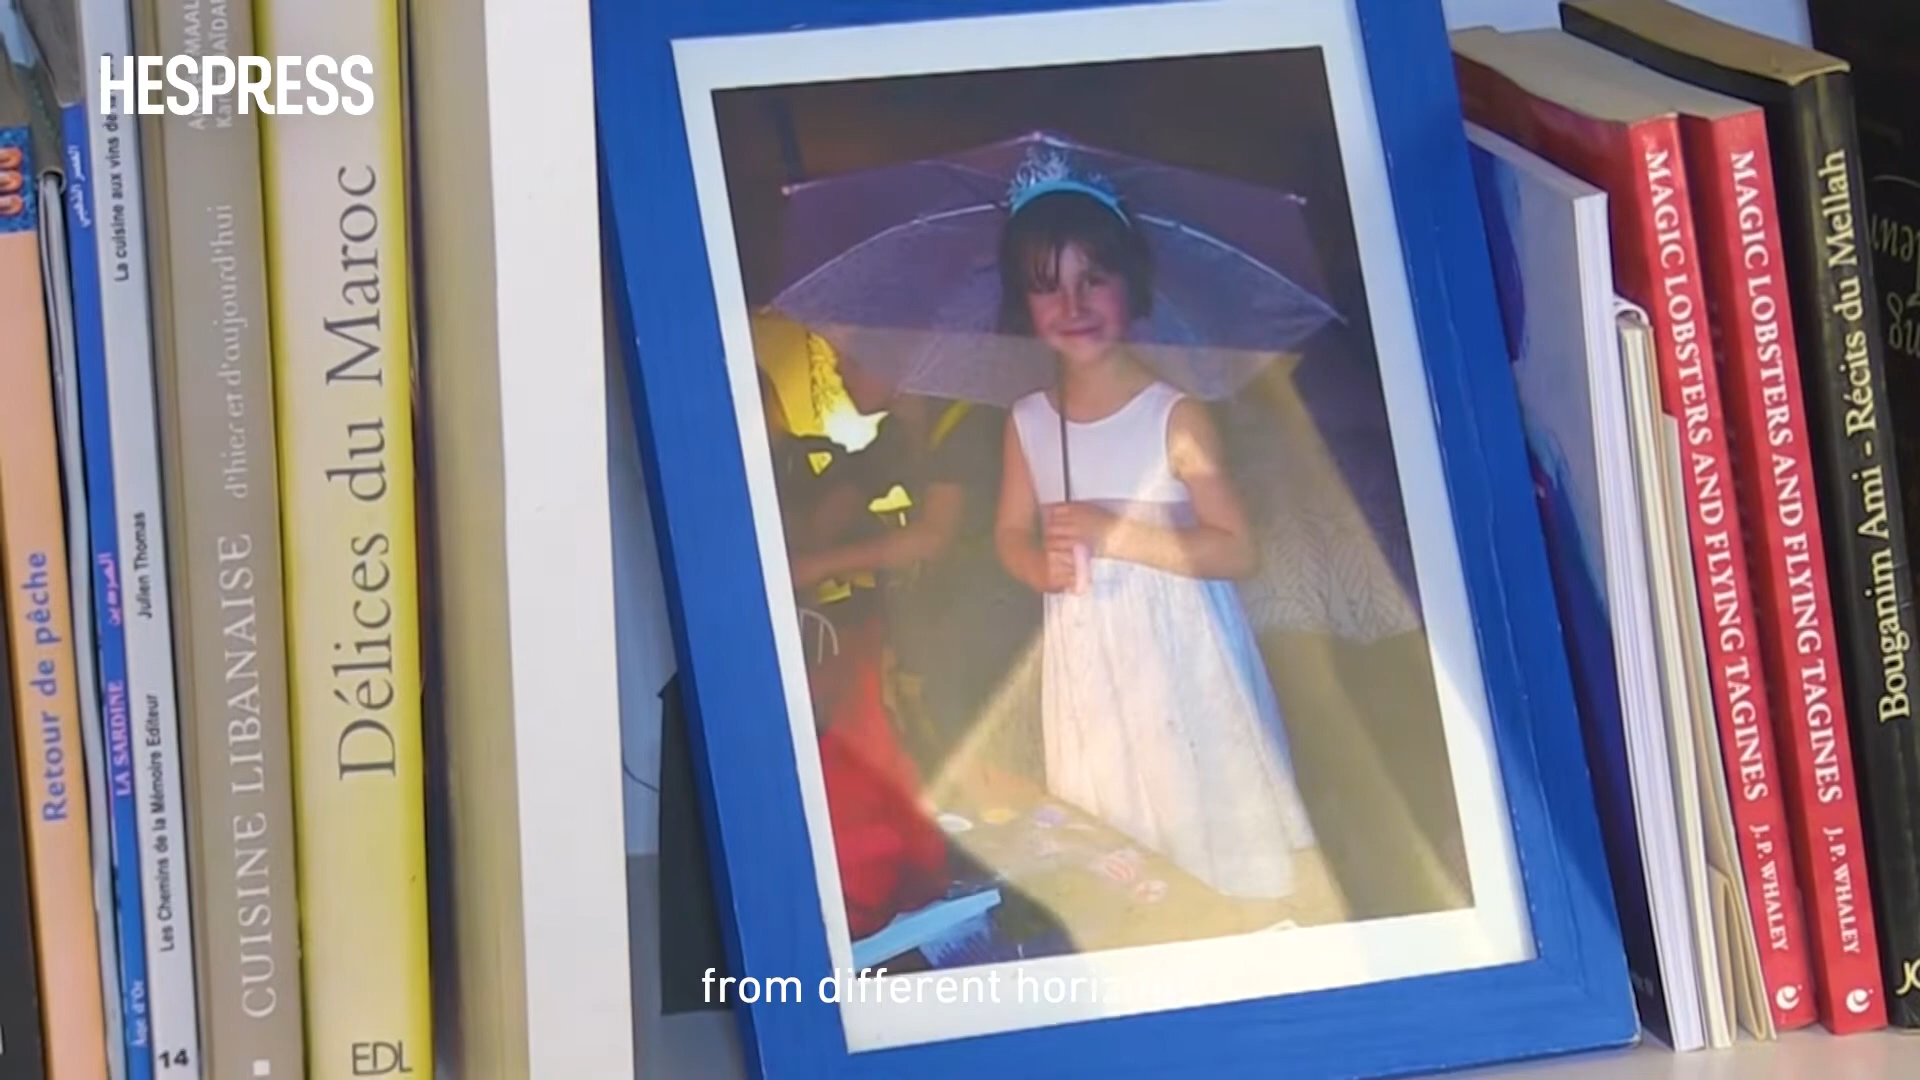 HESPRESS
Retour de pêche
LA SARDINE
La cuisine aux vins de
Julien Thomas
Les Chemins de la Mémoire Editeur
14
CUISINE LIBANAISE d'hier et d'aujourd'hui
Délices du Maroc
EDL
MAGIC LOBSTERS AND FLYING TAGINES J.P. WHALEY
MAGIC LOBSTERS AND FLYING TAGINES J.P. WHALEY
Bouganim Ami - Récits du Mellah
from different